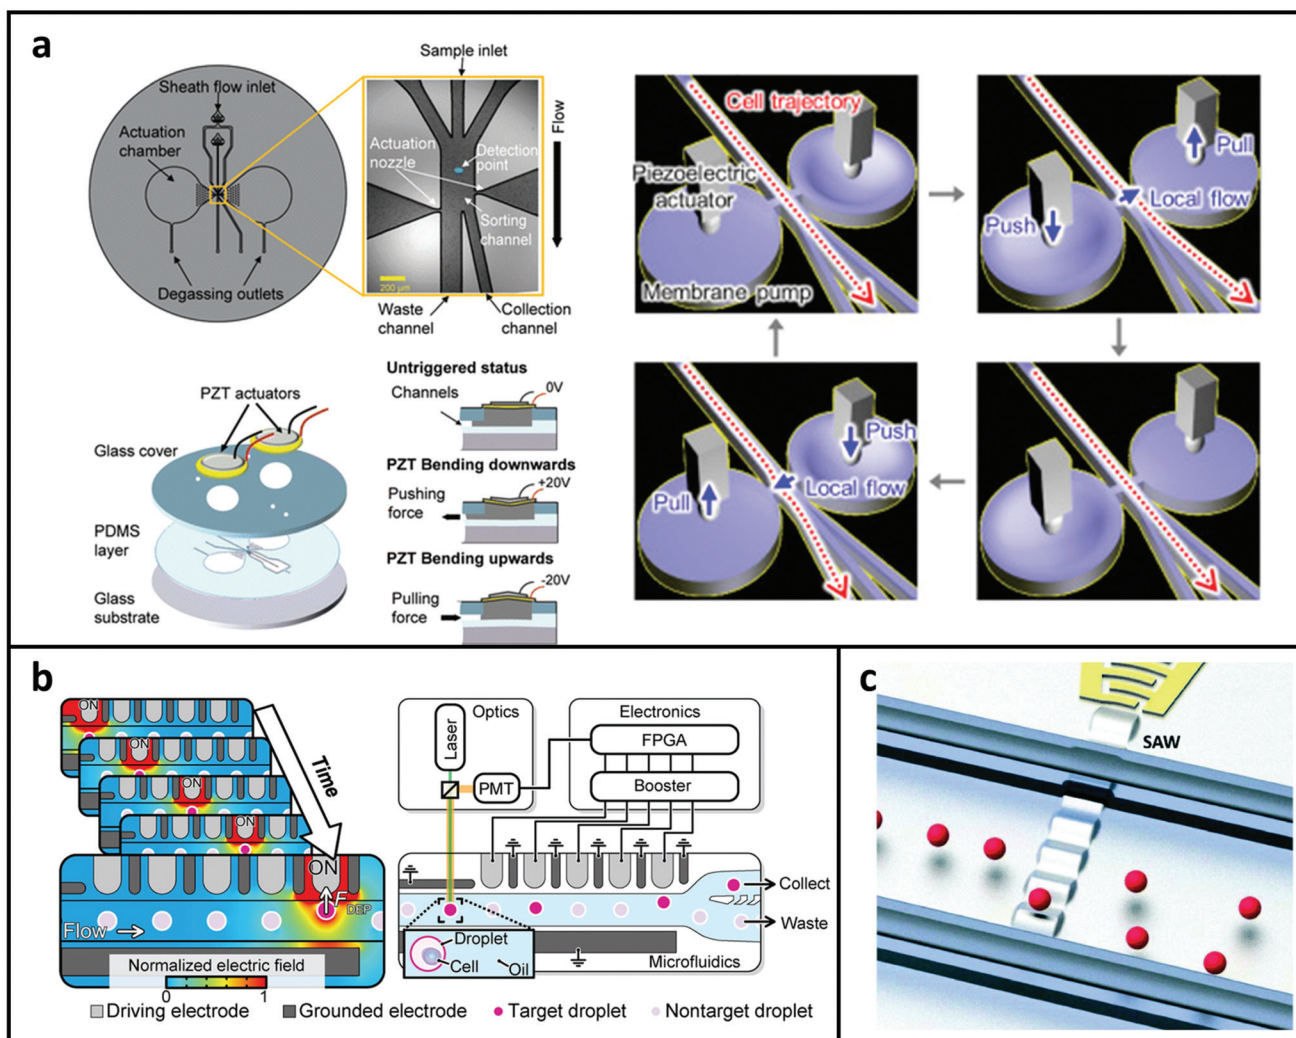 a
Sample inlet
Sheath flow inlet
Actuation
chamber
Actuation
nozzle
Detection
point
Flow
Sorting
channel
200 µm
Degassing outlets
Waste
channel
Collection
channel
PZT actuators
Glass cover
PDMS
layer
Glass
substrate
Untriggered status
Channels
0V
PZT Bending downwards
Pushing
force
+20V
PZT Bending upwards
Pulling
force
-20V
Cell trajectory
Piezoelectric
actuator
Membrane pump
Pull
Local flow
Push
Push
Local flow
Pull
b
ON
ON
ON
ON
ON
Time
F
DEP
Flow
Normalized electric field
0
1
Optics
Laser
PMT
Electronics
FPGA
Booster
Collect
Waste
Droplet
Cell
Oil
Microfluidics
Driving electrode
Grounded electrode
Target droplet
Nontarget droplet
c
SAW